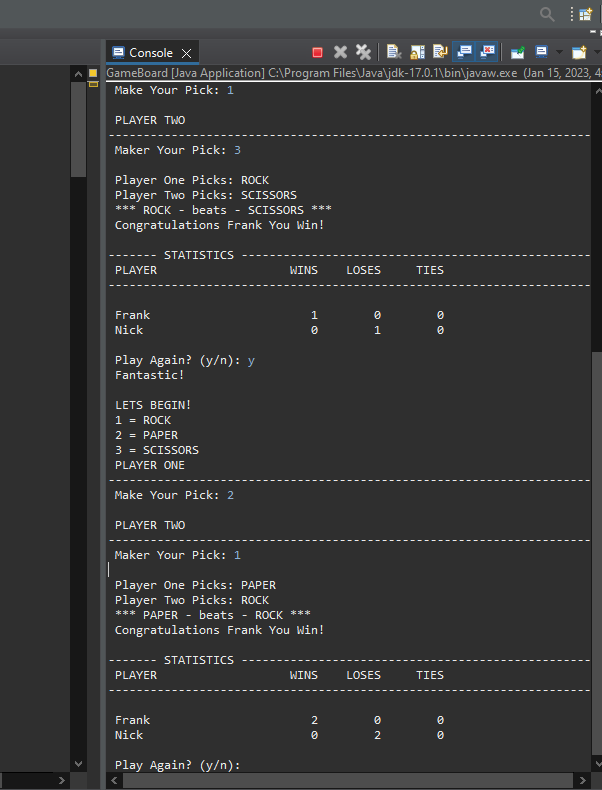 Console
GameBoard [Java Application] C:\Program Files\Java\jdk-17.0.1\bin\javaw.exe (Jan 15, 2023, 4
Make Your Pick: 1
PLAYER TWO
--------------------------------------------------------------------
Maker Your Pick: 3
Player One Picks: ROCK
Player Two Picks: SCISSORS
*** ROCK - beats - SCISSORS ***
Congratulations Frank You Win!
------- STATISTICS --------------------------------------------------
PLAYER WINS LOSES TIES
--------------------------------------------------------------------
Frank 1 0 0
Nick 0 1 0
Play Again? (y/n): y
Fantastic!
LETS BEGIN!
1 = ROCK
2 = PAPER
3 = SCISSORS
PLAYER ONE
--------------------------------------------------------------------
Make Your Pick: 2
PLAYER TWO
--------------------------------------------------------------------
Maker Your Pick: 1
Player One Picks: PAPER
Player Two Picks: ROCK
*** PAPER - beats - ROCK ***
Congratulations Frank You Win!
------- STATISTICS --------------------------------------------------
PLAYER WINS LOSES TIES
--------------------------------------------------------------------
Frank 2 0 0
Nick 0 2 0
Play Again? (y/n):